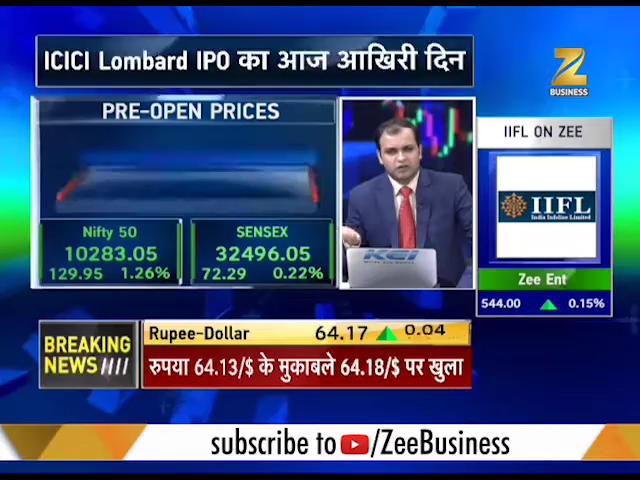 ICICI Lombard IPO का आज आखिरी दिन
Z
BUSINESS
PRE-OPEN PRICES
IIFL ON ZEE
IIFL
India Infoline Limited
Nifty 50
10283.05
129.95 1.26%
SENSEX
32496.05
72.29 0.22%
KCI
Zee Ent
544.00 0.15%
BREAKING
NEWS
Rupee-Dollar 64.17 0.04
रुपया 64.13/$ के मुकाबले 64.18/$ पर खुला
subscribe to /ZeeBusiness